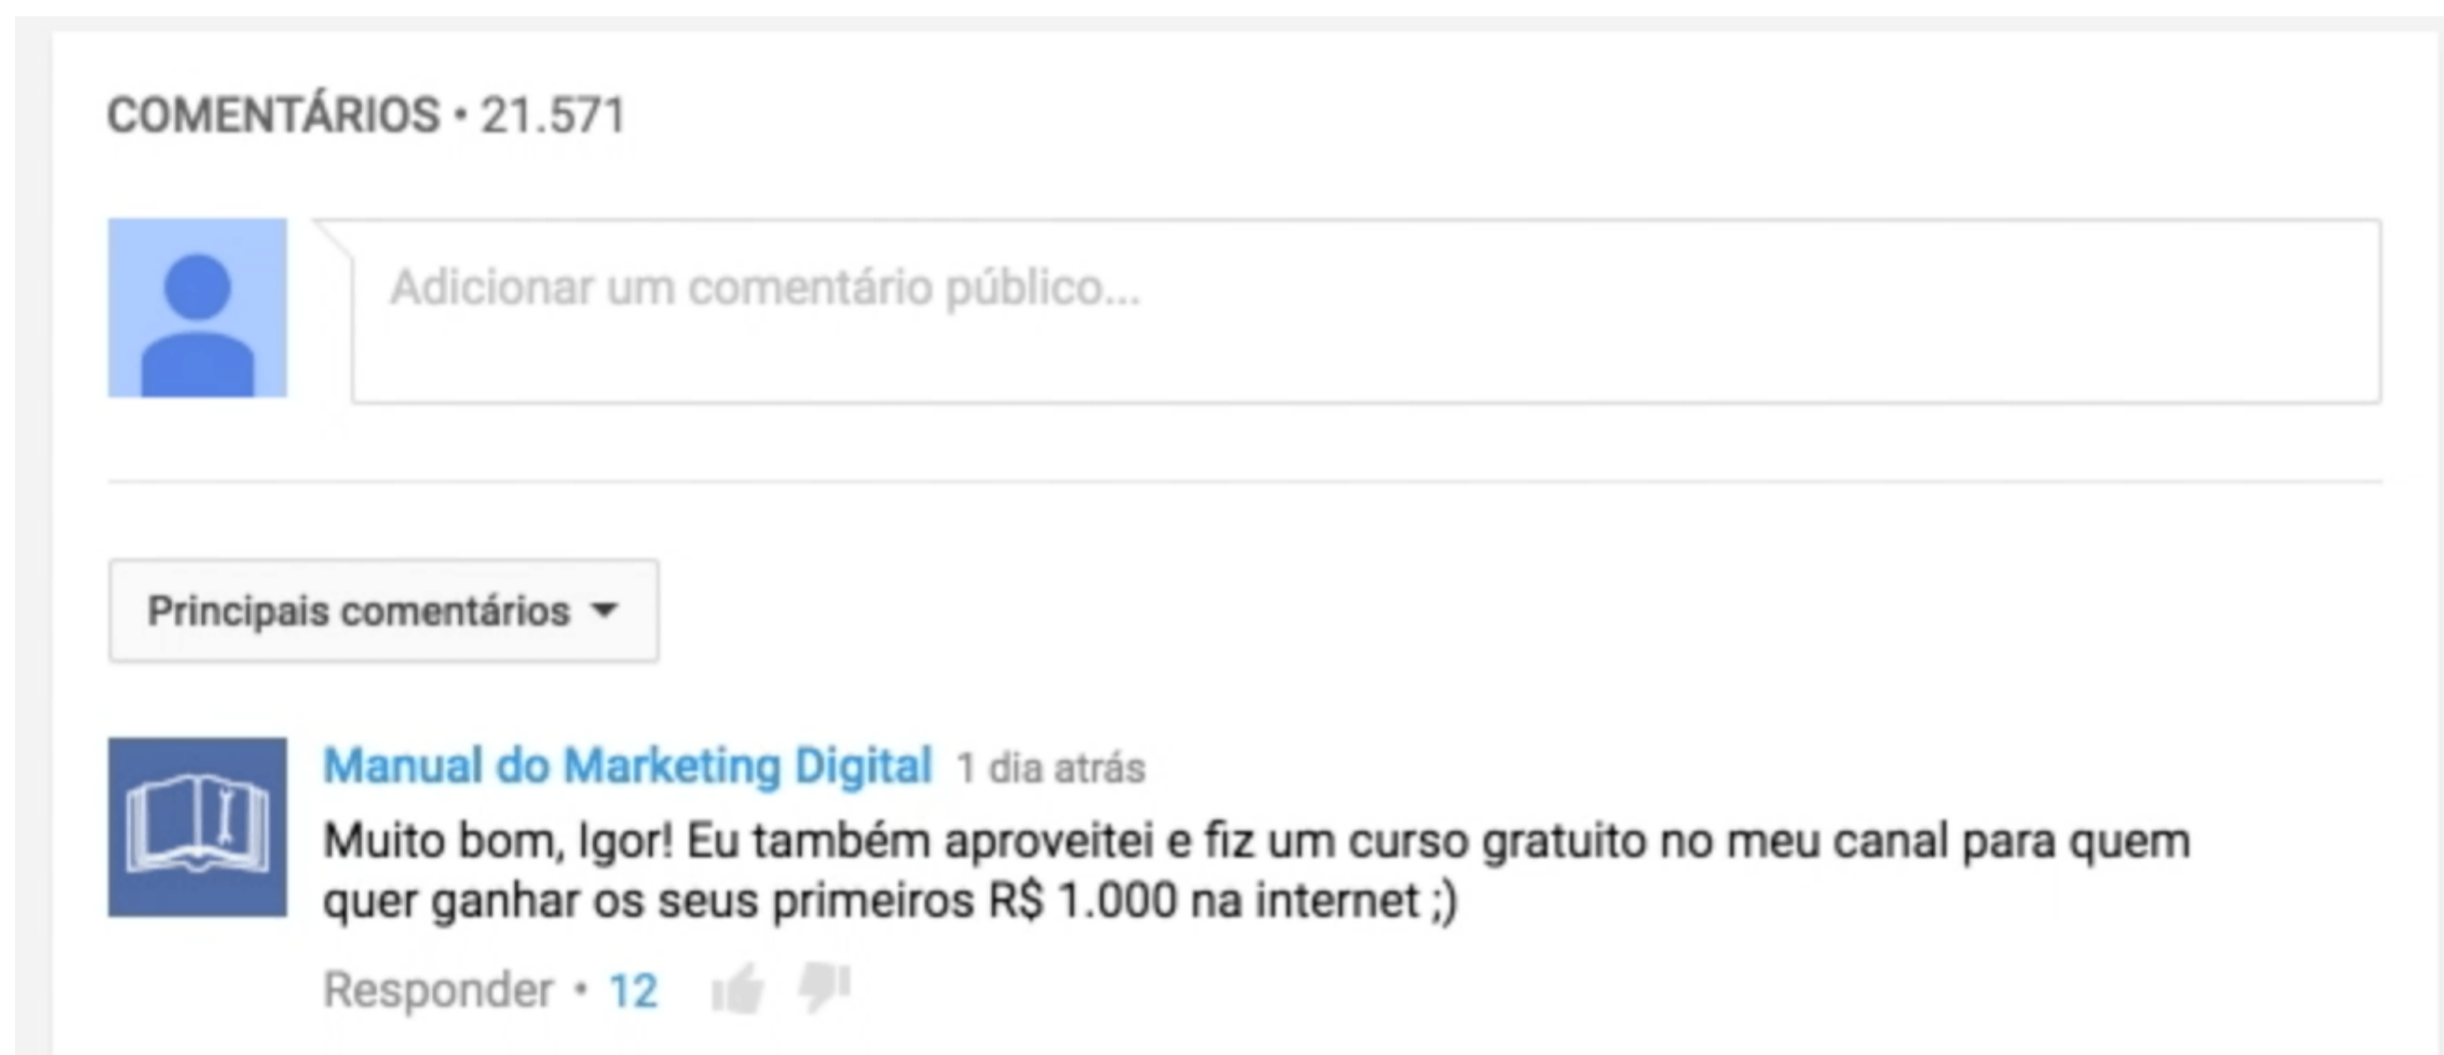 COMENTÁRIOS • 21.571
Adicionar um comentário público...
Principais comentários
Manual do Marketing Digital 1 dia atrás
Muito bom, Igor! Eu também aproveitei e fiz um curso gratuito no meu canal para quem
quer ganhar os seus primeiros R$ 1.000 na internet ;)
Responder • 12